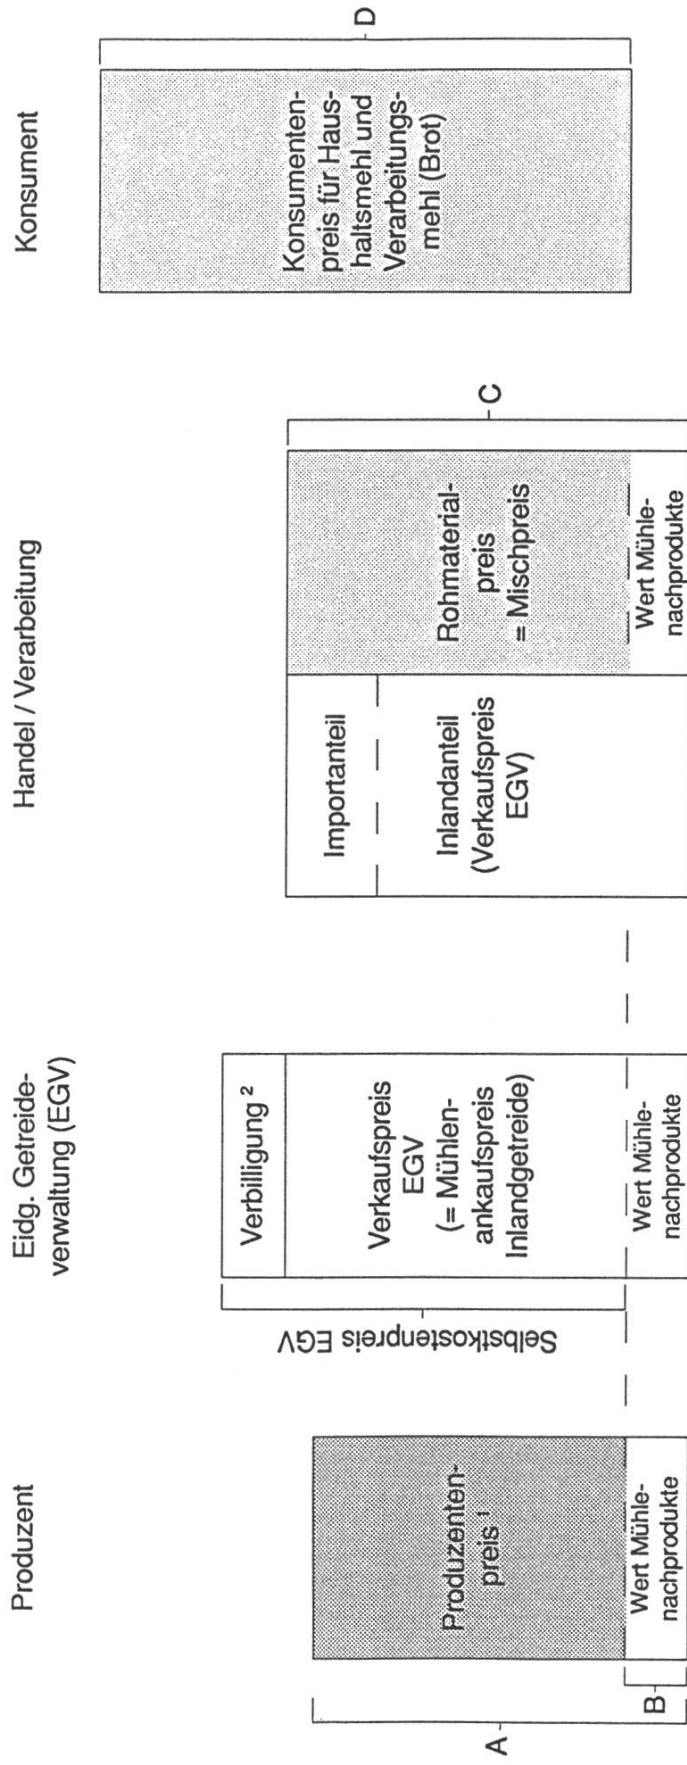 Produzent
Eidg. Getreide-
verwaltung (EGV)
Handel / Verarbeitung
Konsument
A
B
Produzenten-
preis ¹
Wert Mühle-
nachprodukte
Selbstkostenpreis EGV
Verbilligung ²
Verkaufspreis
EGV
(= Mühlen-
ankaufspreis
Inlandgetreide)
Wert Mühle-
nachprodukte
Importanteil
Inlandanteil
(Verkaufspreis
EGV)
Rohmaterial-
preis
= Mischpreis
Wert Mühle-
nachprodukte
C
Konsumenten-
preis für Haus-
haltsmehl und
Verarbeitungs-
mehl (Brot)
D